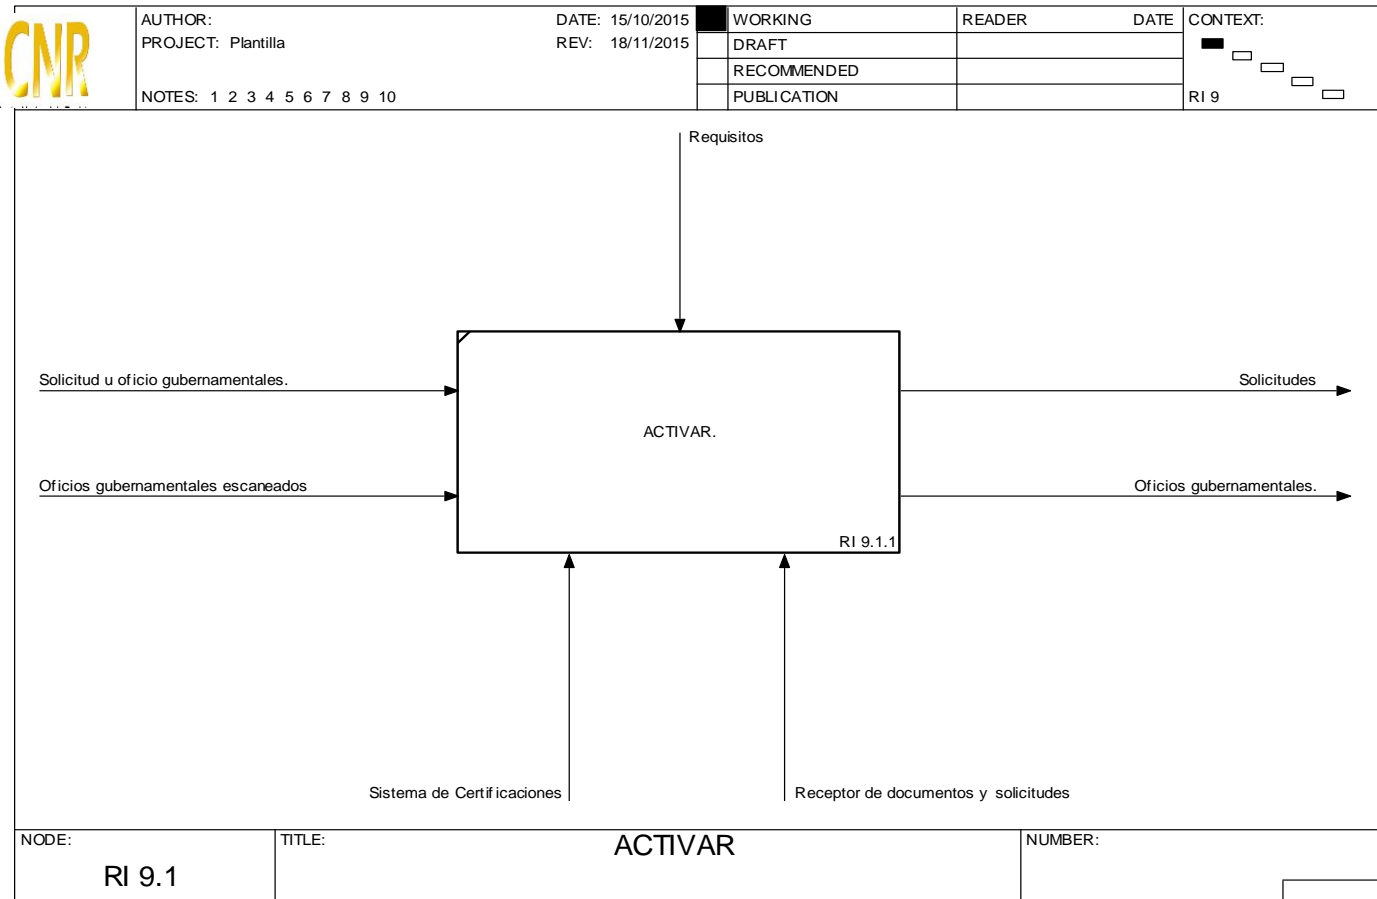 CNR
AUTHOR: DATE: 15/10/2015
PROJECT: Plantilla REV: 18/11/2015
NOTES: 1 2 3 4 5 6 7 8 9 10
WORKING READER DATE
DRAFT
RECOMMENDED
PUBLICATION
CONTEXT:
RI 9
Requisitos
Solicitud u oficio gubernamentales.
Solicitudes
ACTIVAR.
Oficios gubernamentales escaneados
Oficios gubernamentales.
RI 9.1.1
Sistema de Certificaciones
Receptor de documentos y solicitudes
NODE: TITLE: ACTIVAR NUMBER:
RI 9.1